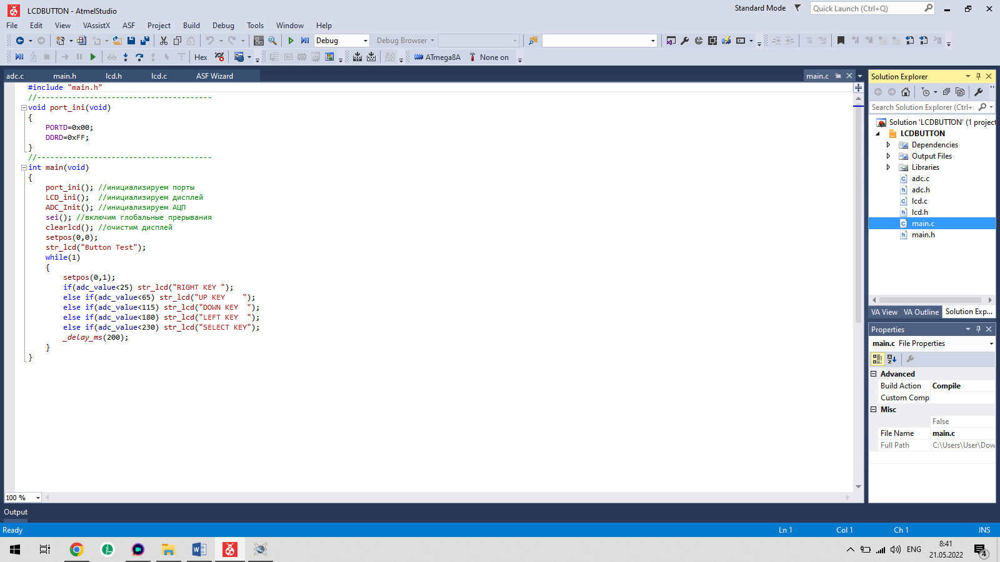 LCDBUTTON - AtmelStudio
Standard Mode
Quick Launch (Ctrl+Q)
File Edit View VAssistX ASF Project Build Debug Tools Window Help
Debug Debug Browser
Hex ATmega8A None on
adc.c main.h lcd.h lcd.c ASF Wizard main.c
#include "main.h"
//----------------------------------------
void port_ini(void)
{
PORTD=0x00;
DDRD=0xFF;
}
//----------------------------------------
int main(void)
{
port_ini(); //инициализируем порты
LCD_ini(); //инициализируем дисплей
ADC_Init(); //инициализируем АЦП
sei(); //включим глобальные прерывания
clearlcd(); //очистим дисплей
setpos(0,0);
str_lcd("Button Test");
while(1)
{
setpos(0,1);
if(adc_value<25) str_lcd("RIGHT KEY ");
else if(adc_value<65) str_lcd("UP KEY    ");
else if(adc_value<115) str_lcd("DOWN KEY  ");
else if(adc_value<180) str_lcd("LEFT KEY  ");
else if(adc_value<230) str_lcd("SELECT KEY");
_delay_ms(200);
}
}
100 %
Solution Explorer
Search Solution Explorer (Ctrl+;
Solution 'LCDBUTTON' (1 project
LCDBUTTON
Dependencies
Output Files
Libraries
adc.c
adc.h
lcd.c
lcd.h
main.c
main.h
VA View VA Outline Solution Exp...
Properties
main.c File Properties
Advanced
Build Action Compile
Custom Comp
Misc
False
File Name main.c
Full Path C:\Users\User\Dow
Output
Ready Ln 1 Col 1 Ch 1 INS
ENG
8:41
21.05.2022
4